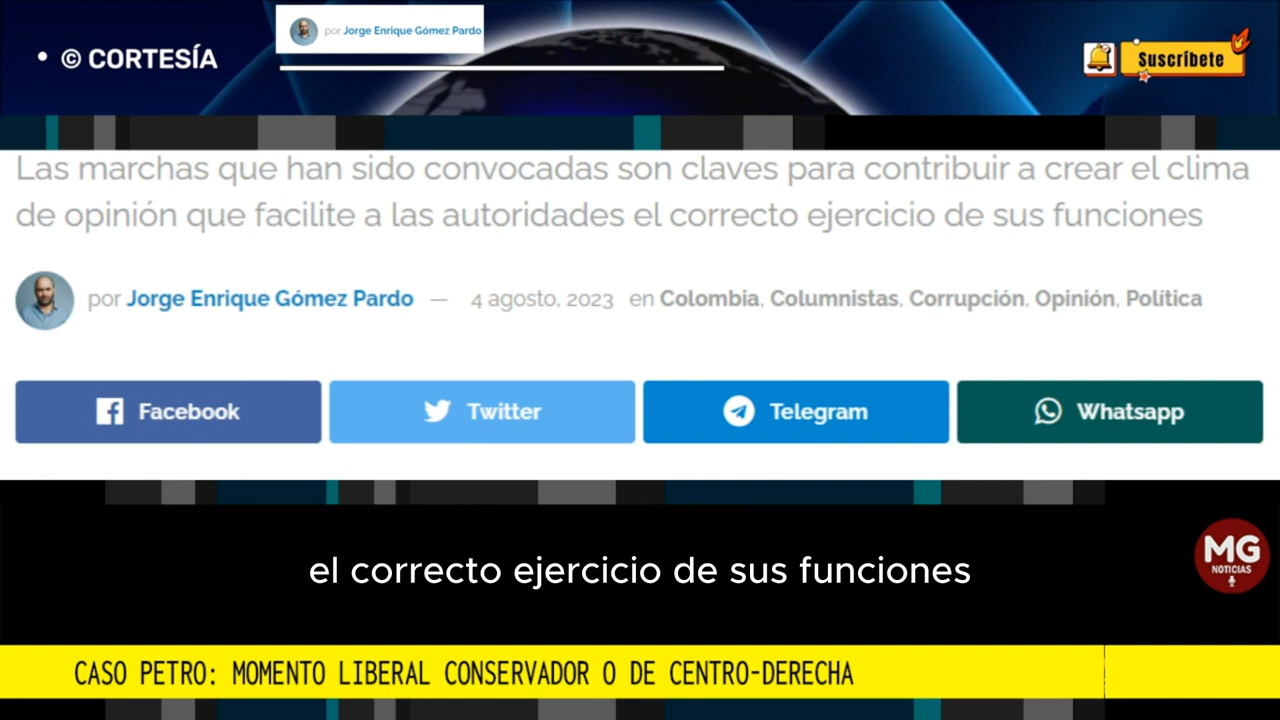 • © CORTESÍA
por Jorge Enrique Gómez Pardo
Suscríbete
Las marchas que han sido convocadas son claves para contribuir a crear el clima
de opinión que facilite a las autoridades el correcto ejercicio de sus funciones
por Jorge Enrique Gómez Pardo — 4 agosto, 2023 en Colombia, Columnistas, Corrupción, Opinión, Política
Facebook
Twitter
Telegram
Whatsapp
el correcto ejercicio de sus funciones
MG
NOTICIAS
CASO PETRO: MOMENTO LIBERAL CONSERVADOR O DE CENTRO-DERECHA